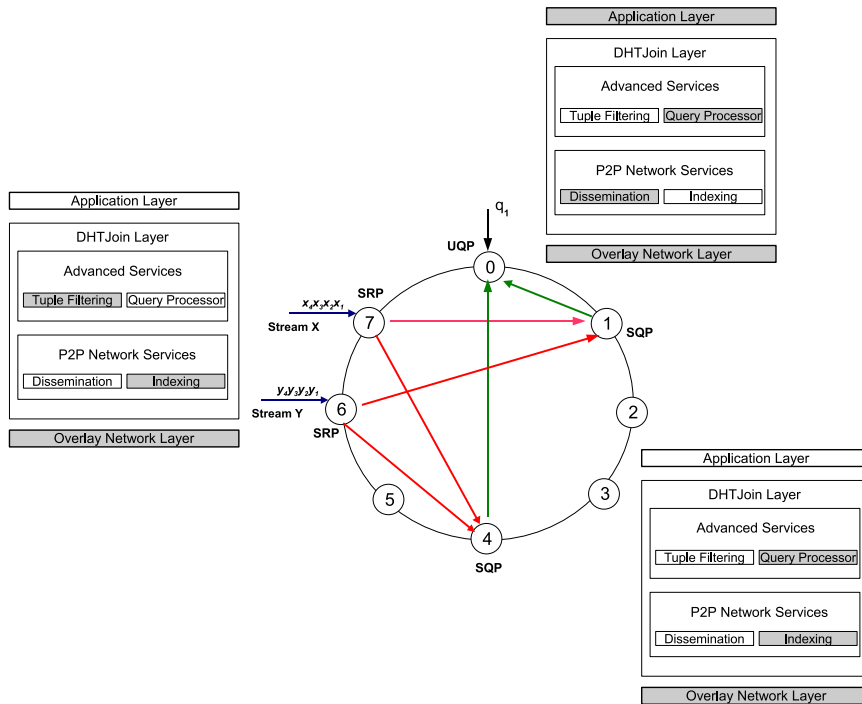 Application Layer
DHTJoin Layer
Advanced Services
Tuple Filtering Query Processor
P2P Network Services
Dissemination Indexing
Overlay Network Layer
Application Layer
DHTJoin Layer
Advanced Services
Tuple Filtering Query Processor
P2P Network Services
Dissemination Indexing
Overlay Network Layer
q1
UQP
0
SRP
x4x3x2x1
7
Stream X
1
SQP
y4y3y2y1
6
Stream Y
SRP
2
5
3
4
SQP
Application Layer
DHTJoin Layer
Advanced Services
Tuple Filtering Query Processor
P2P Network Services
Dissemination Indexing
Overlay Network Layer